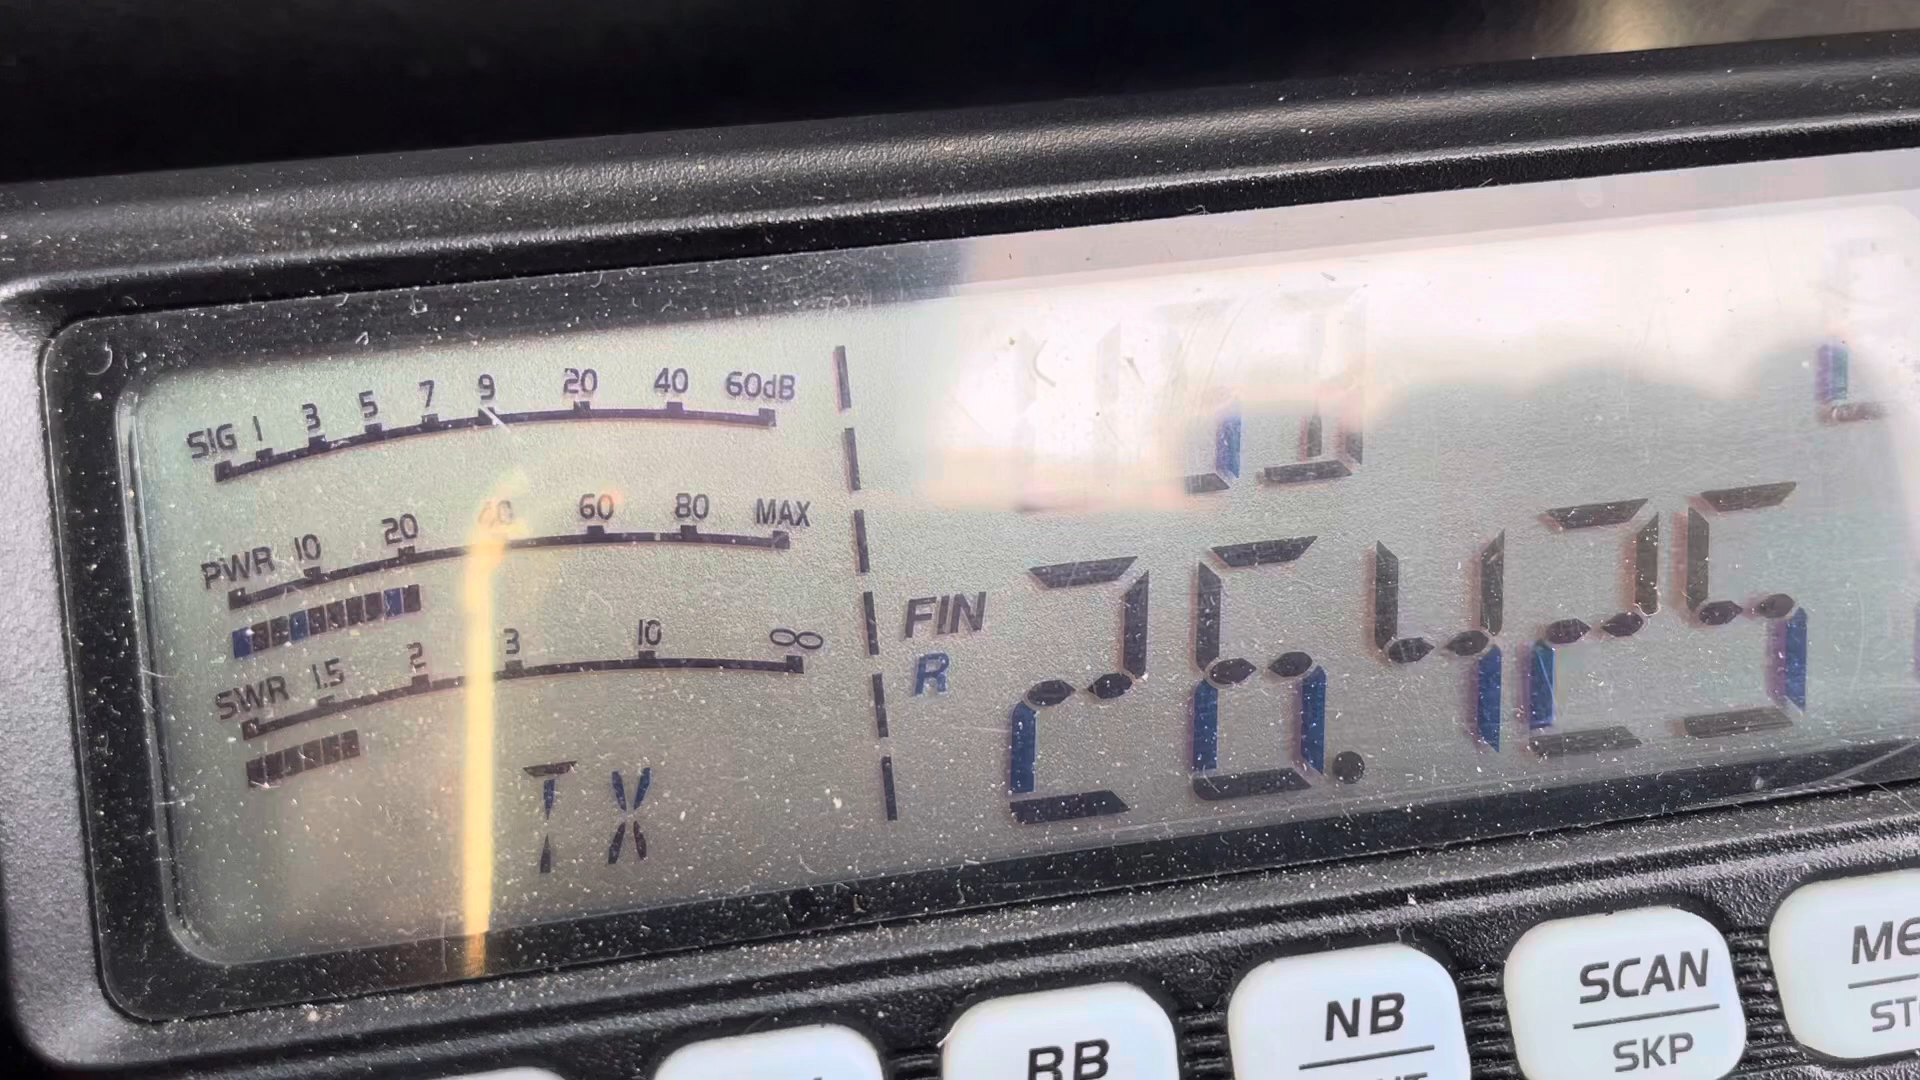 SIG 1 3 5 7 9 20 40 60dB
PWR 10 20 40 60 80 MAX
SWR 1.5 2 3 10 ∞
TX
FIN
R
26.425
RB
NB
SCAN
SKP